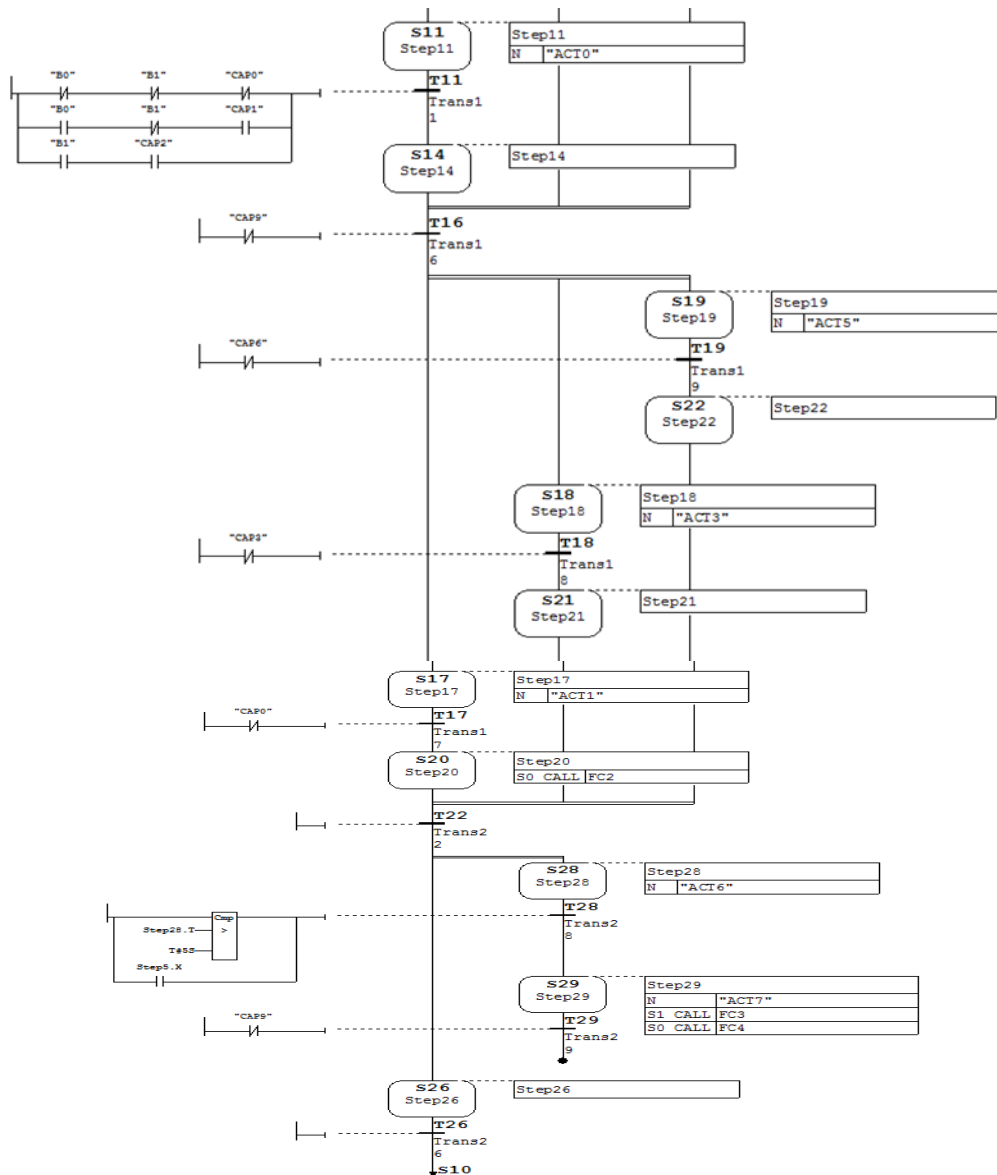 S11
Step11
Step11
N "ACT0"
"B0" "B1" "CAP0"
T11
Trans1
1
"B0" "B1" "CAP1"
"B1" "CAP2"
S14
Step14
Step14
"CAP9"
T16
Trans1
6
S19
Step19
Step19
N "ACT5"
"CAP6"
T19
Trans1
9
S22
Step22
Step22
S18
Step18
Step18
N "ACT3"
"CAP3"
T18
Trans1
8
S21
Step21
Step21
S17
Step17
Step17
N "ACT1"
"CAP0"
T17
Trans1
7
S20
Step20
Step20
S0 CALL FC2
T22
Trans2
2
S28
Step28
Step28
N "ACT6"
Cmp
>
Step28.T
T#5S
Step5.X
T28
Trans2
8
S29
Step29
Step29
N "ACT7"
S1 CALL FC3
S0 CALL FC4
"CAP9"
T29
Trans2
9
S26
Step26
Step26
T26
Trans2
6
S10